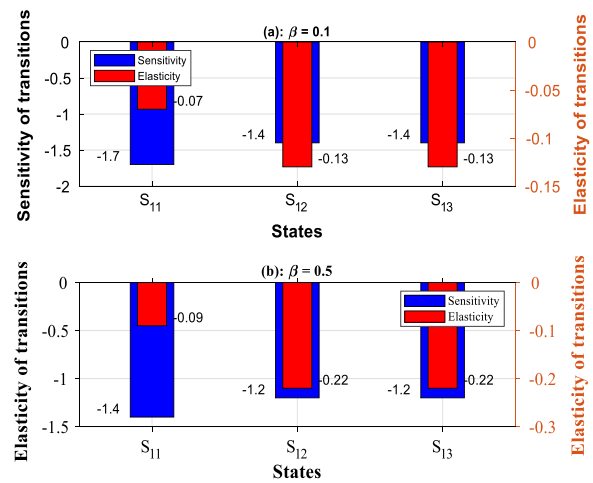 (a): β = 0.1
Sensitivity of transitions
Elasticity of transitions
0
-0.5
-1
-1.5
-2
0
-0.05
-0.1
-0.15
Sensitivity
Elasticity
-0.07
-1.7
-1.4
-0.13
-1.4
-0.13
S11
S12
S13
States
(b): β = 0.5
Elasticity of transitions
Elasticity of transitions
0
-0.5
-1
-1.5
0
-0.1
-0.2
-0.3
Sensitivity
Elasticity
-0.09
-1.4
-1.2
-0.22
-1.2
-0.22
S11
S12
S13
States